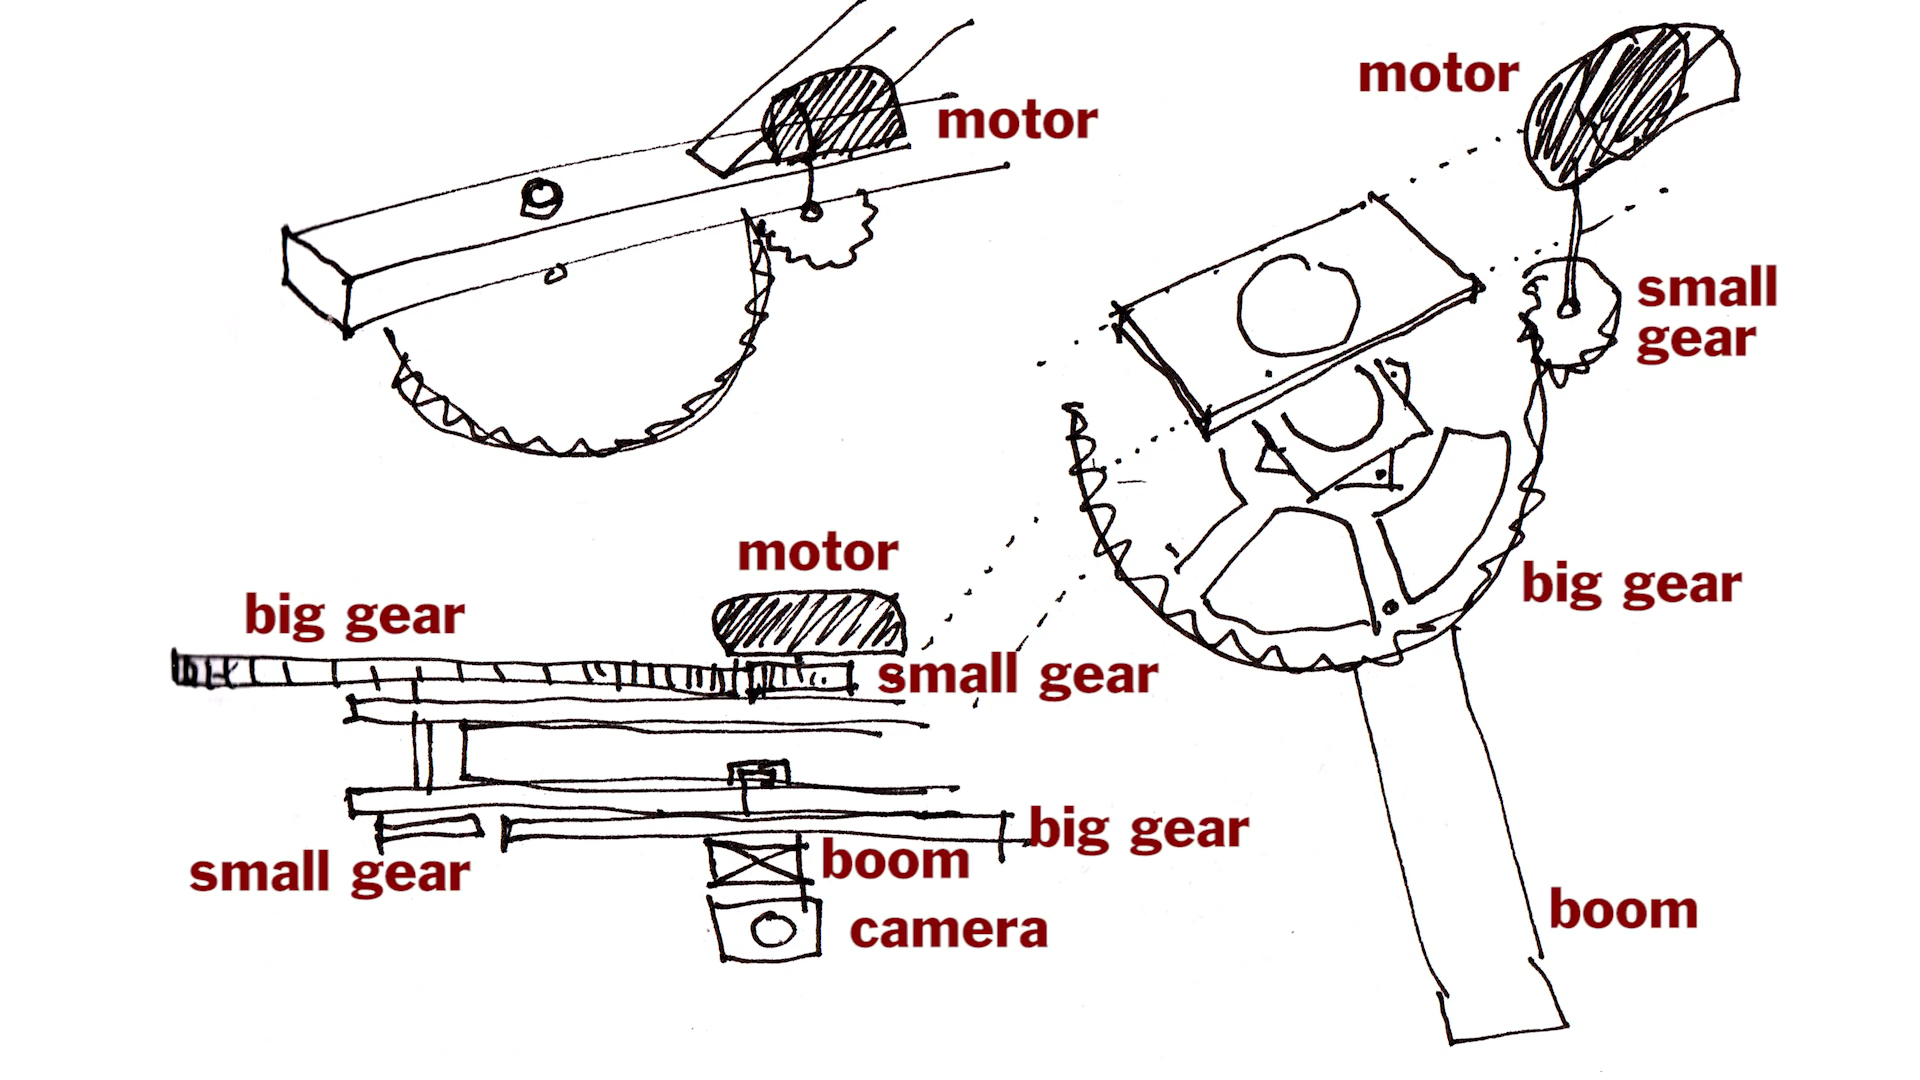 motor
motor
small
gear
big gear
boom
motor
big gear
small gear
big gear
boom
small gear
camera